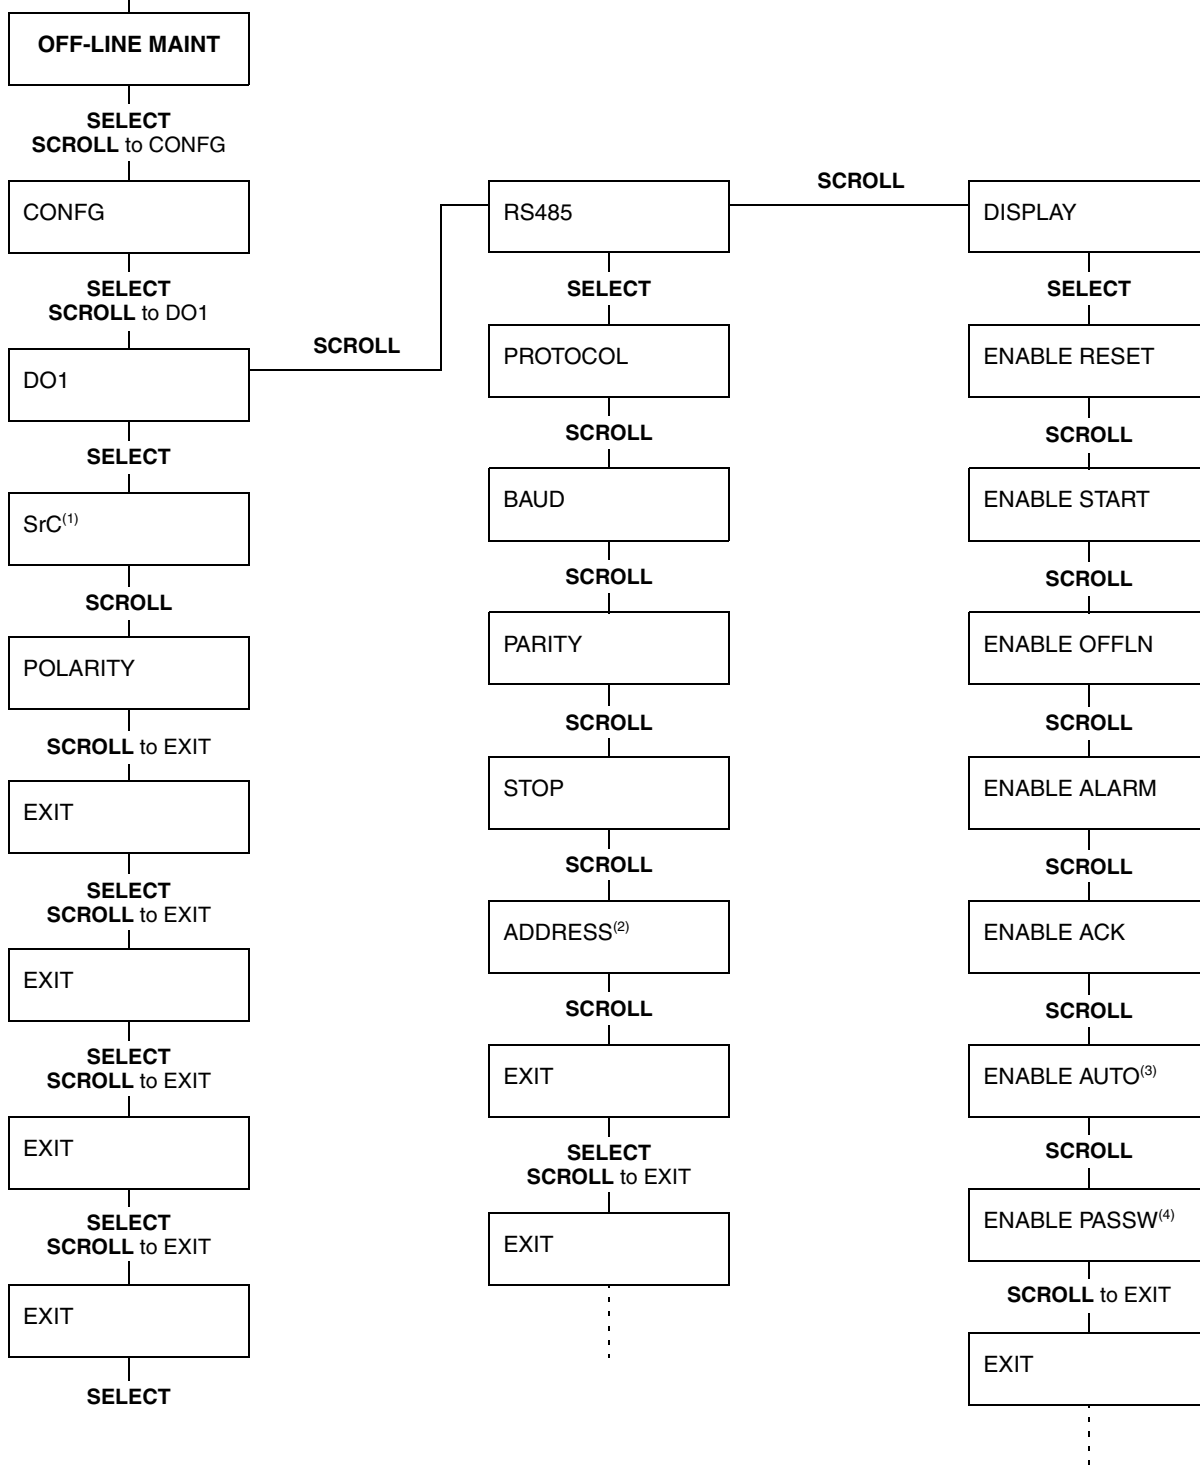 OFF-LINE MAINT
SELECT
SCROLL to CONFG
CONFG
SELECT
SCROLL to DO1
DO1
SELECT
SrC(1)
SCROLL
POLARITY
SCROLL to EXIT
EXIT
SELECT
SCROLL to EXIT
EXIT
SELECT
SCROLL to EXIT
EXIT
SELECT
SCROLL to EXIT
EXIT
SELECT
SCROLL
RS485
SELECT
PROTOCOL
SCROLL
BAUD
SCROLL
PARITY
SCROLL
STOP
SCROLL
ADDRESS(2)
SCROLL
EXIT
SELECT
SCROLL to EXIT
EXIT
SCROLL
DISPLAY
SELECT
ENABLE RESET
SCROLL
ENABLE START
SCROLL
ENABLE OFFLN
SCROLL
ENABLE ALARM
SCROLL
ENABLE ACK
SCROLL
ENABLE AUTO(3)
SCROLL
ENABLE PASSW(4)
SCROLL to EXIT
EXIT